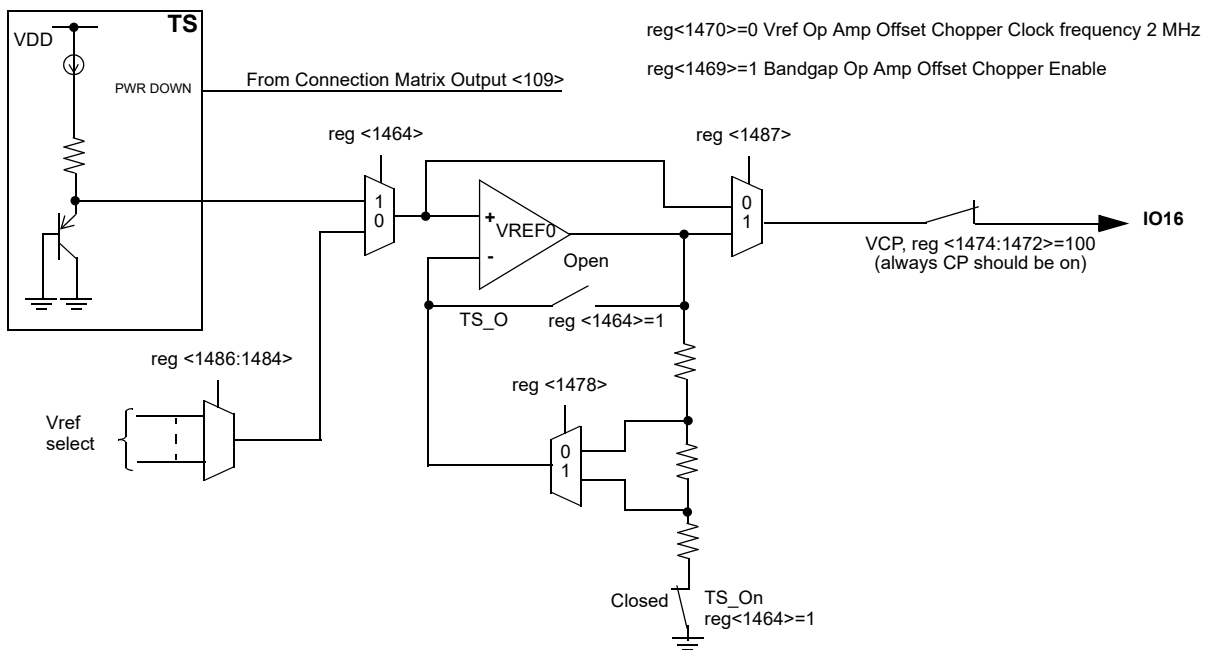 TS
VDD
PWR DOWN
From Connection Matrix Output <109>
reg<1470>=0 Vref Op Amp Offset Chopper Clock frequency 2 MHz
reg<1469>=1 Bandgap Op Amp Offset Chopper Enable
reg <1464>
reg <1487>
1
0
+
VREF0
-
0
1
IO16
VCP, reg <1474:1472>=100
(always CP should be on)
Open
TS_O
reg <1464>=1
reg <1486:1484>
Vref
select
reg <1478>
0
1
Closed
TS_On
reg<1464>=1